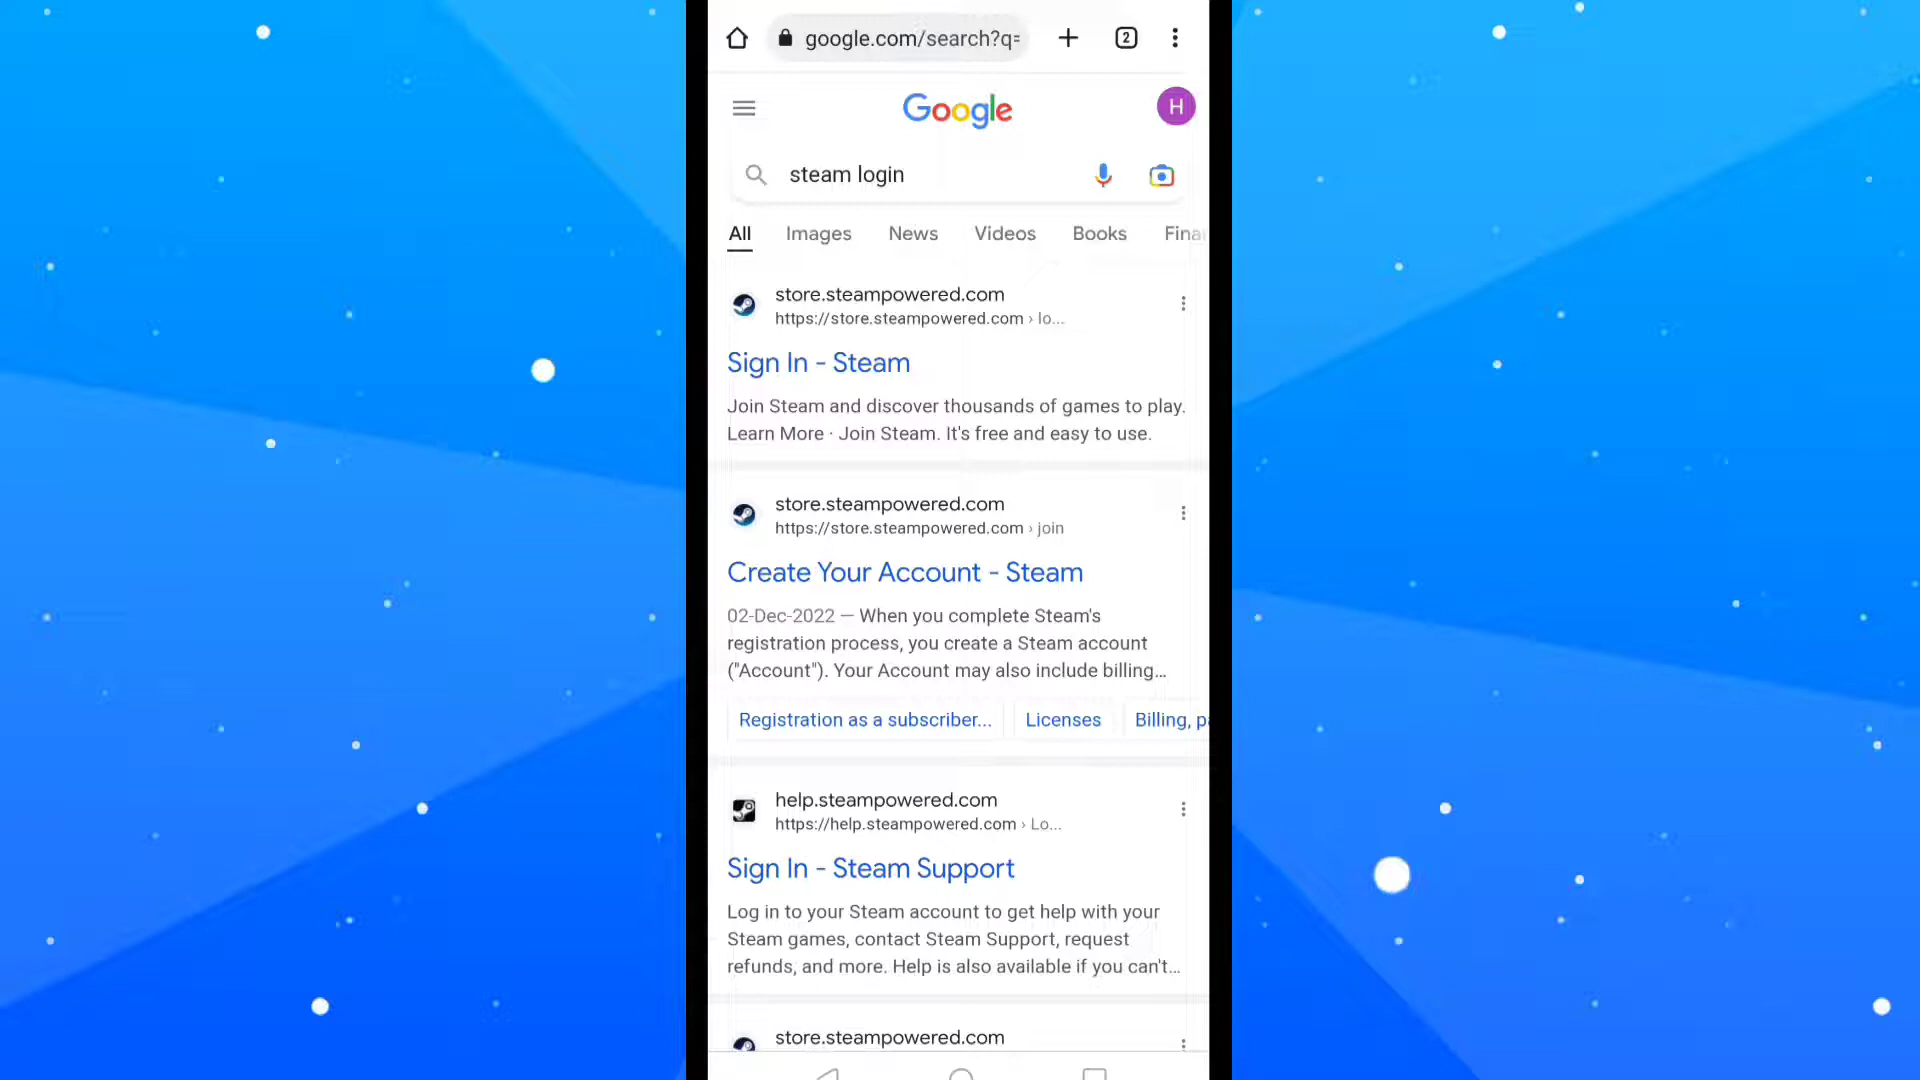 google.com/search?q=
2
Google
H
steam login
All Images News Videos Books Fina
store.steampowered.com
https://store.steampowered.com › lo...
Sign In - Steam
Join Steam and discover thousands of games to play.
Learn More · Join Steam. It's free and easy to use.
store.steampowered.com
https://store.steampowered.com › join
Create Your Account - Steam
02-Dec-2022 — When you complete Steam's
registration process, you create a Steam account
("Account"). Your Account may also include billing...
Registration as a subscriber... Licenses Billing, p
help.steampowered.com
https://help.steampowered.com › Lo...
Sign In - Steam Support
Log in to your Steam account to get help with your
Steam games, contact Steam Support, request
refunds, and more. Help is also available if you can't...
store.steampowered.com